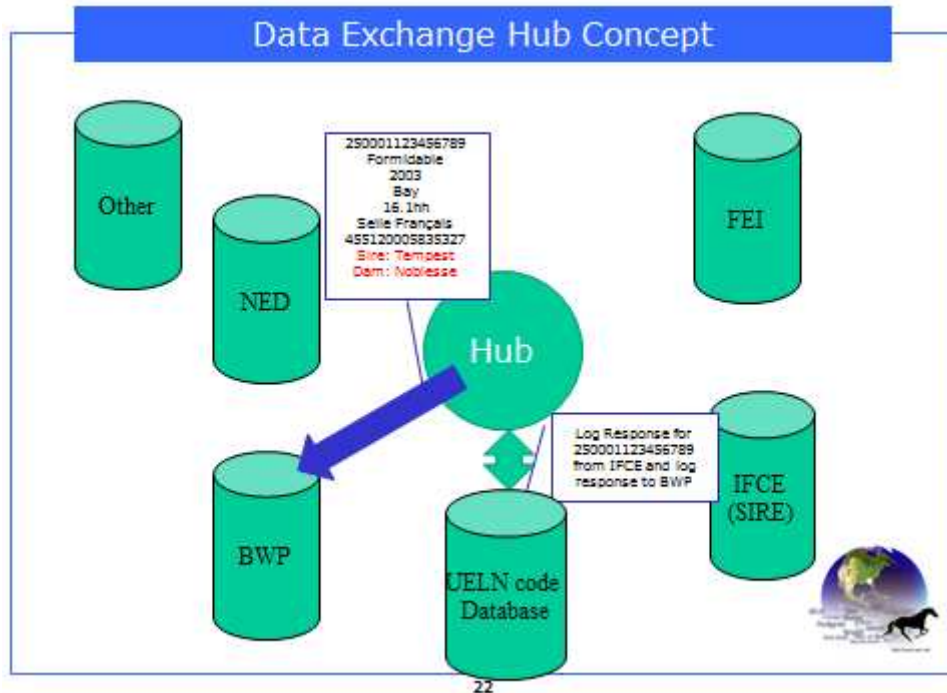 Data Exchange Hub Concept
Other
NED
250001123456789
Formidable
2003
Bay
16.1hh
Selle Français
455120005835327
Sire: Tempest
Dam: Noblesse
FEI
Hub
Log Response for
250001123456789
from IFCE and log
response to BWP
IFCE
(SIRE)
BWP
UELN code
Database
22